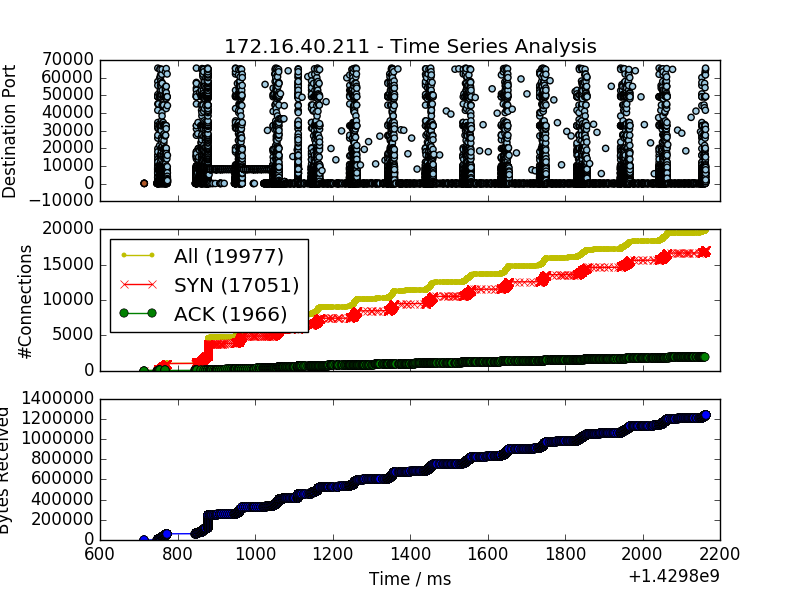 172.16.40.211 - Time Series Analysis
Destination Port
70000
60000
50000
40000
30000
20000
10000
0
−10000
#Connections
20000
15000
10000
5000
0
All (19977)
SYN (17051)
ACK (1966)
Bytes Received
1400000
1200000
1000000
800000
600000
400000
200000
0
600 800 1000 1200 1400 1600 1800 2000 2200
Time / ms
+1.4298e9